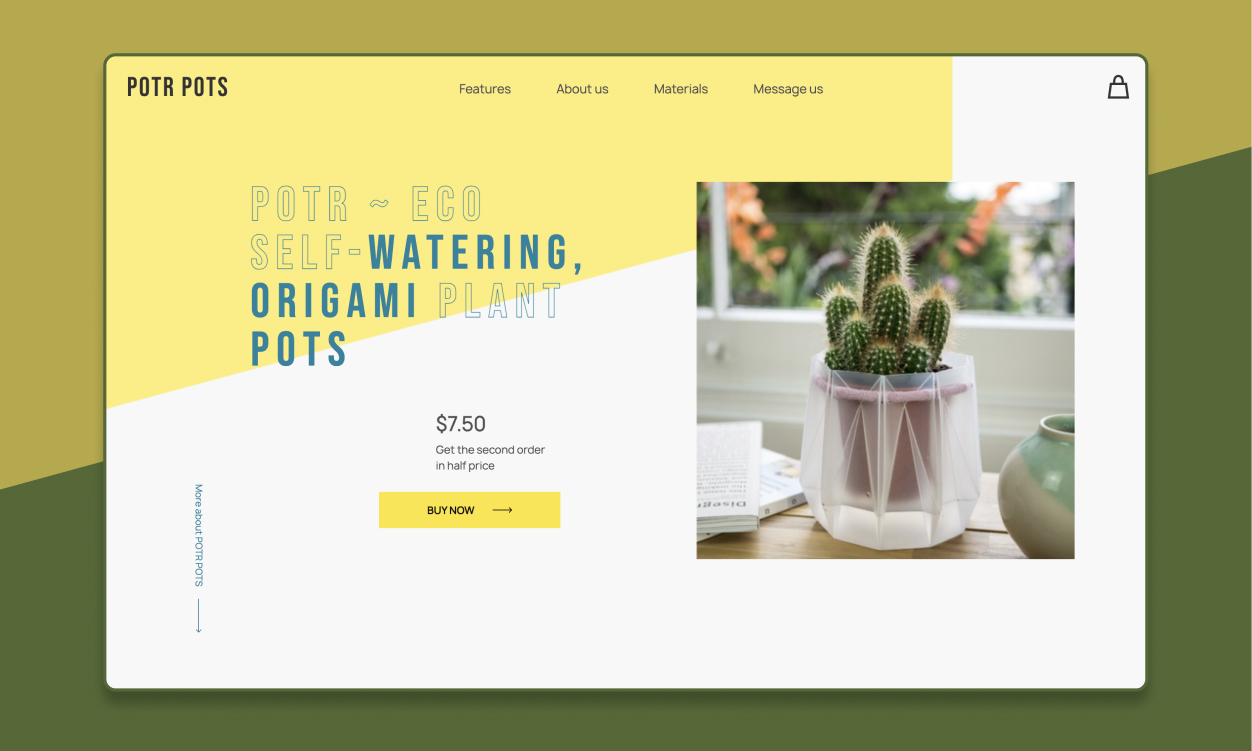 POTR POTS
Features
About us
Materials
Message us
POTR ~ ECO
SELF-WATERING,
ORIGAMI PLANT
POTS
$7.50
Get the second order
in half price
BUY NOW
More about POTR POTS
Disegn